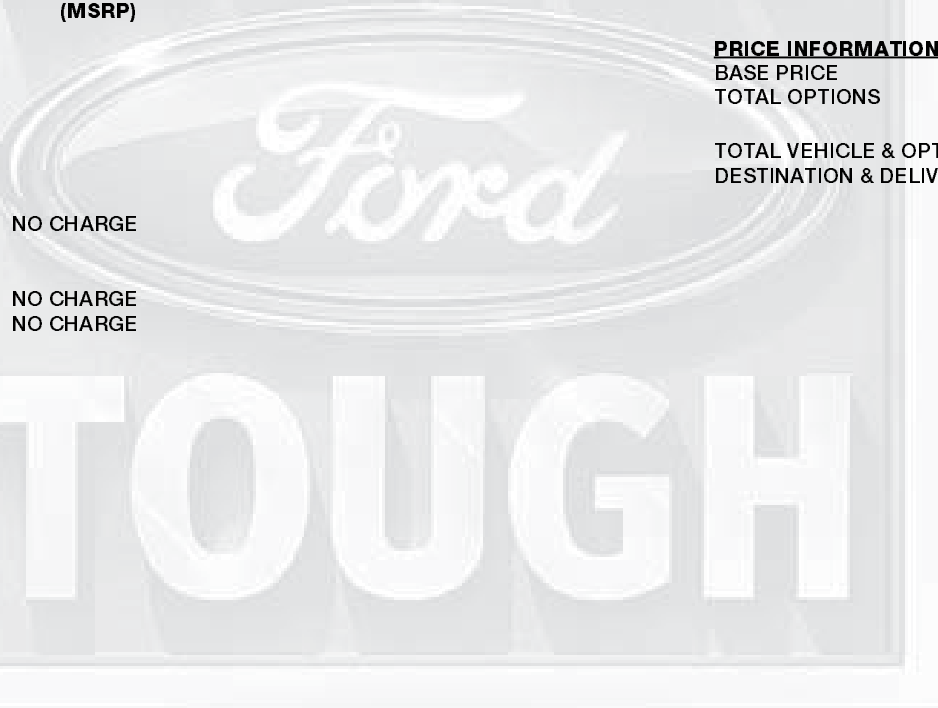 (MSRP)
PRICE INFORMATION
BASE PRICE
TOTAL OPTIONS
TOTAL VEHICLE & OPT
DESTINATION & DELIV
NO CHARGE
NO CHARGE
NO CHARGE
Ford
TOUGH